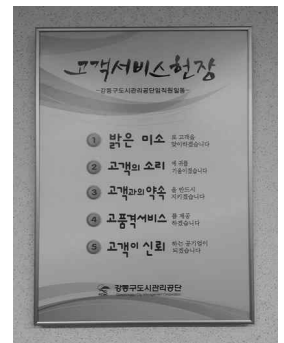 고객서비스헌장
-강동구도시관리공단임직원일동-
1 밝은 미소 로 고객을 맞이하겠습니다
2 고객의 소리 에 귀를 기울이겠습니다
3 고객과의 약속 을 반드시 지키겠습니다
4 고품격서비스 를 제공 하겠습니다
5 고객이 신뢰 하는 공기업이 되겠습니다
강동구도시관리공단